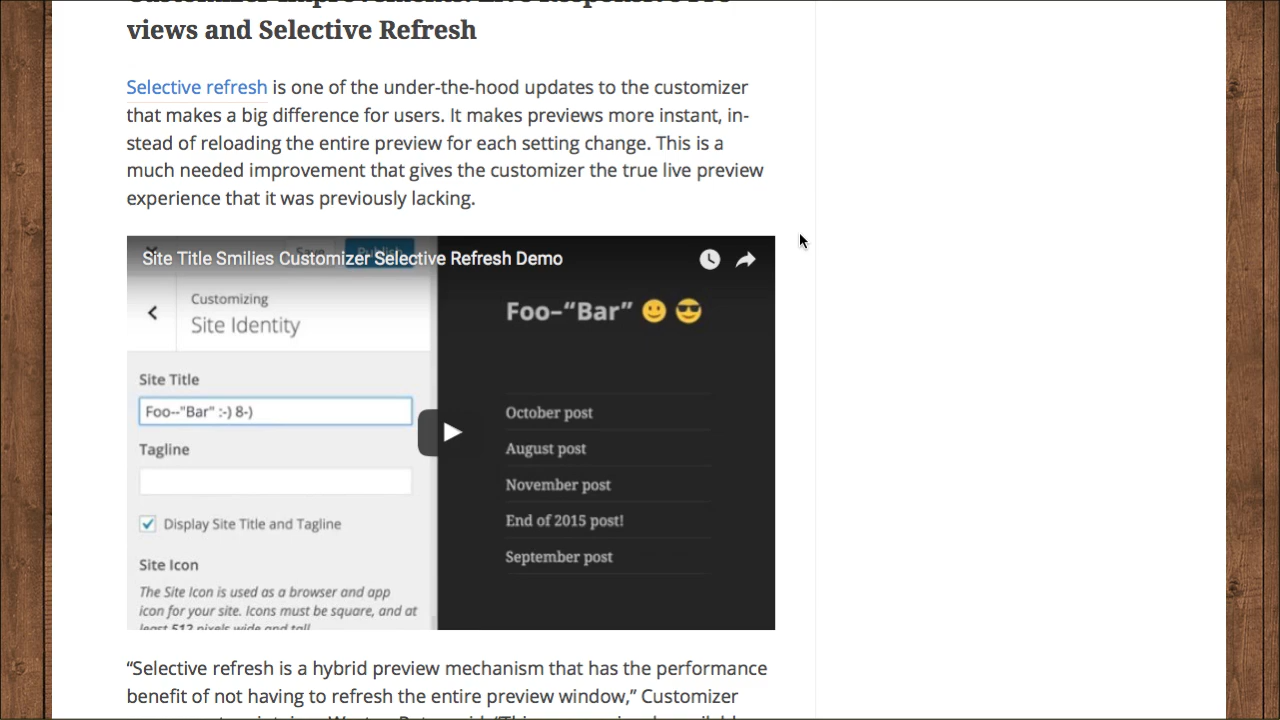 views and Selective Refresh
Selective refresh is one of the under-the-hood updates to the customizer
that makes a big difference for users. It makes previews more instant, in-
stead of reloading the entire preview for each setting change. This is a
much needed improvement that gives the customizer the true live preview
experience that it was previously lacking.
Site Title Smilies Customizer Selective Refresh Demo
Customizing
Site Identity
Foo–“Bar” 🙂 😎
Site Title
Foo--"Bar" :-) 8-)
Tagline
Display Site Title and Tagline
Site Icon
The Site Icon is used as a browser and app
icon for your site. Icons must be square, and at
least 512 pixels wide and tall
October post
August post
November post
End of 2015 post!
September post
“Selective refresh is a hybrid preview mechanism that has the performance
benefit of not having to refresh the entire preview window,” Customizer